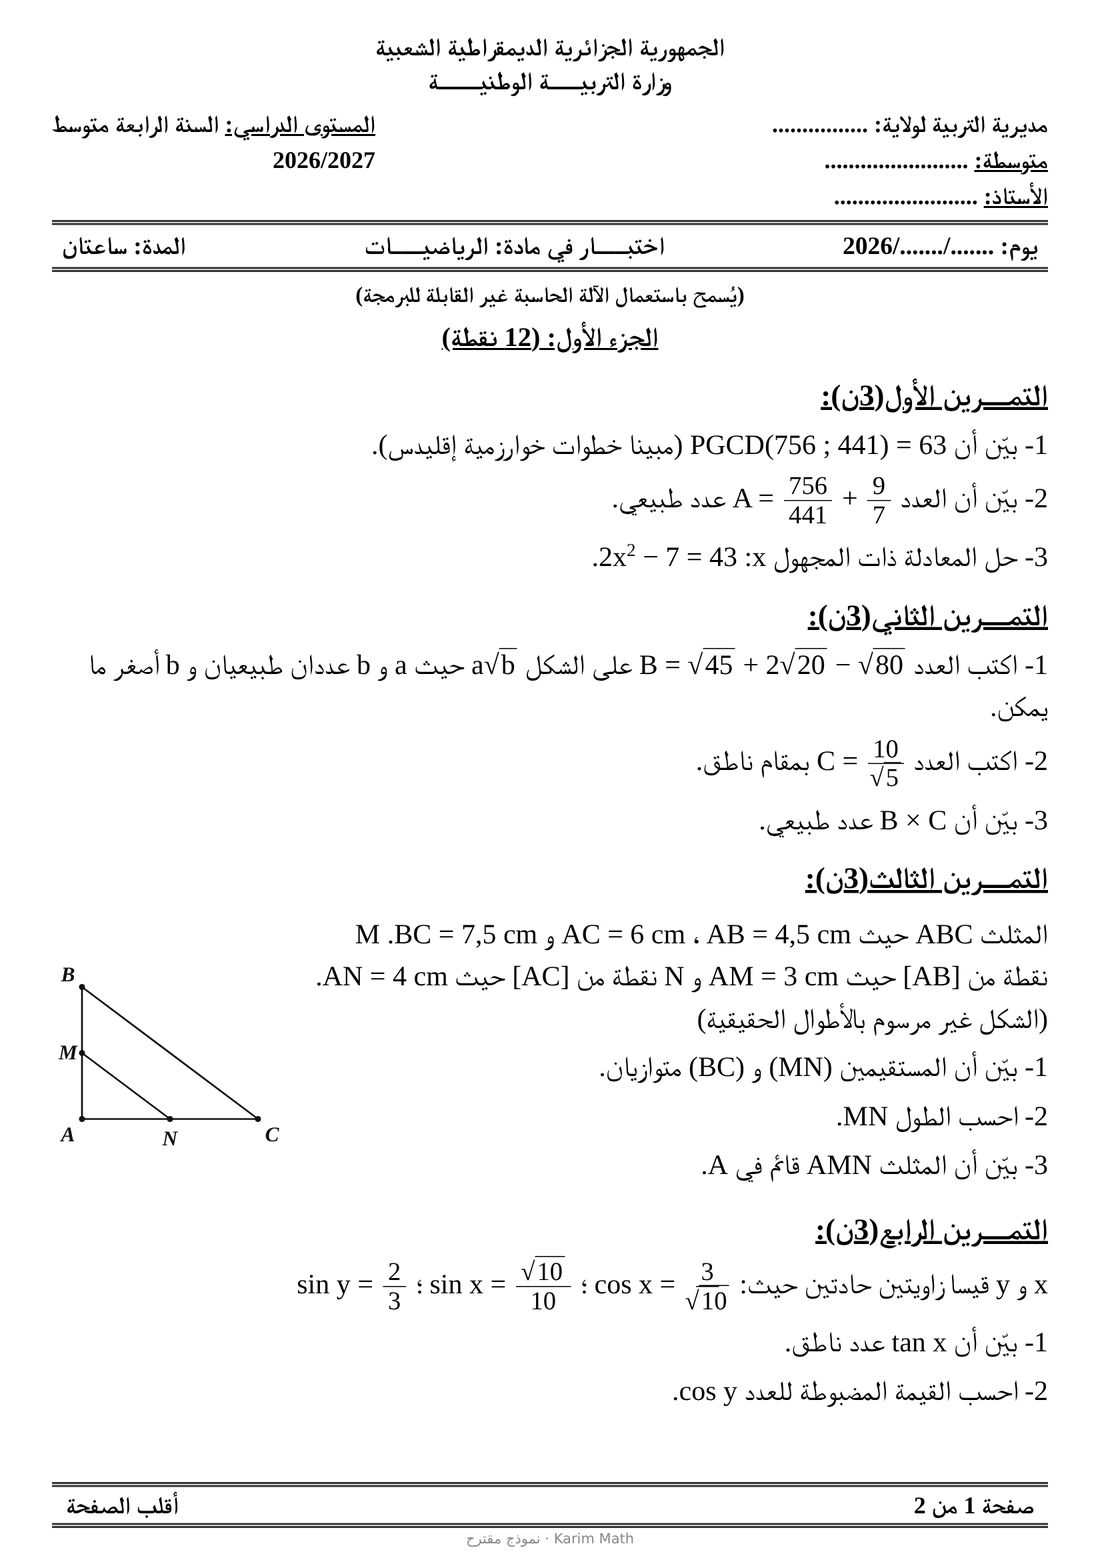 الجمهورية الجزائرية الديمقراطية الشعبية
وزارة التربيـــــة الوطنيـــــــة
مديرية التربية لولاية: ................
المستوى الدراسي: السنة الرابعة متوسط
متوسطة: ........................
2026/2027
الأستاذ: ........................
يوم: ......./......./2026
اختبـــــار في مادة: الرياضيـــــات
المدة: ساعتان
(يُسمح باستعمال الآلة الحاسبة غير القابلة للبرمجة)
الجزء الأول: (12 نقطة)
التمـــرين الأول(3ن):
1- بيّن أن PGCD(756 ; 441) = 63 (مبينا خطوات خوارزمية إقليدس).
2- بيّن أن العدد A = 756/441 + 9/7 عدد طبيعي.
3- حل المعادلة ذات المجهول x: 2x² − 7 = 43.
التمـــرين الثاني(3ن):
1- اكتب العدد B = √45 + 2√20 − √80 على الشكل a√b حيث a و b عددان طبيعيان و b أصغر ما
يمكن.
2- اكتب العدد C = 10/√5 بمقام ناطق.
3- بيّن أن B × C عدد طبيعي.
التمـــرين الثالث(3ن):
المثلث ABC حيث AB = 4,5 cm ، AC = 6 cm و BC = 7,5 cm. M
نقطة من [AB] حيث AM = 3 cm و N نقطة من [AC] حيث AN = 4 cm.
(الشكل غير مرسوم بالأطوال الحقيقية)
1- بيّن أن المستقيمين (MN) و (BC) متوازيان.
2- احسب الطول MN.
3- بيّن أن المثلث AMN قائم في A.
B
M
A
N
C
التمـــرين الرابع(3ن):
x و y قيسا زاويتين حادتين حيث: cos x = 3/√10 ؛ sin x = √10/10 ؛ sin y = 2/3
1- بيّن أن tan x عدد ناطق.
2- احسب القيمة المضبوطة للعدد cos y.
صفحة 1 من 2
أقلب الصفحة
نموذج مقترح · Karim Math